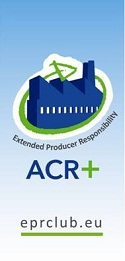 Extended Producer Responsibility
ACR+
eprclub.eu